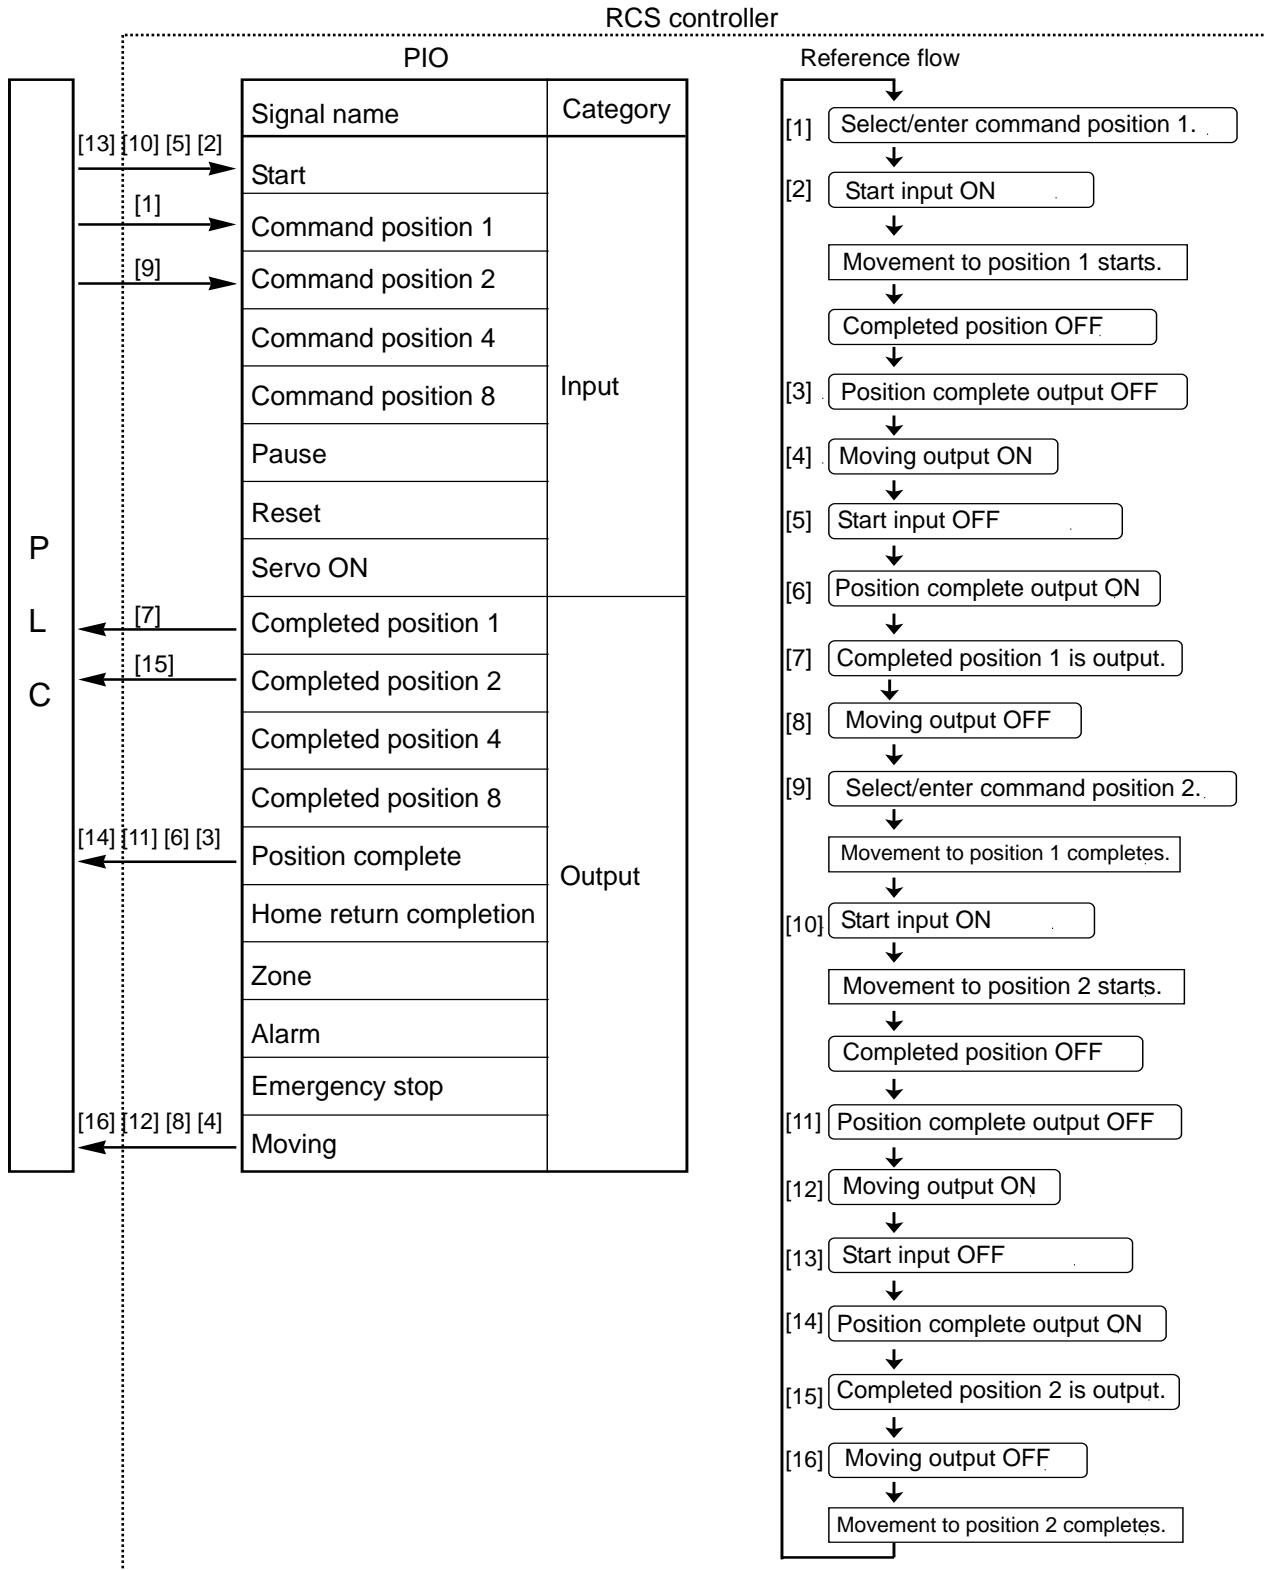 RCS controller
PIO
Signal name
Category
[13] [10] [5] [2]
Start
[1]
Command position 1
[9]
Command position 2
Command position 4
Command position 8
Input
Pause
Reset
Servo ON
P
L
C
[7]
Completed position 1
[15]
Completed position 2
Completed position 4
Completed position 8
[14] [11] [6] [3]
Position complete
Output
Home return completion
Zone
Alarm
Emergency stop
[16] [12] [8] [4]
Moving
Reference flow
[1] Select/enter command position 1.
[2] Start input ON
Movement to position 1 starts.
Completed position OFF
[3] Position complete output OFF
[4] Moving output ON
[5] Start input OFF
[6] Position complete output ON
[7] Completed position 1 is output.
[8] Moving output OFF
[9] Select/enter command position 2.
Movement to position 1 completes.
[10] Start input ON
Movement to position 2 starts.
Completed position OFF
[11] Position complete output OFF
[12] Moving output ON
[13] Start input OFF
[14] Position complete output ON
[15] Completed position 2 is output.
[16] Moving output OFF
Movement to position 2 completes.